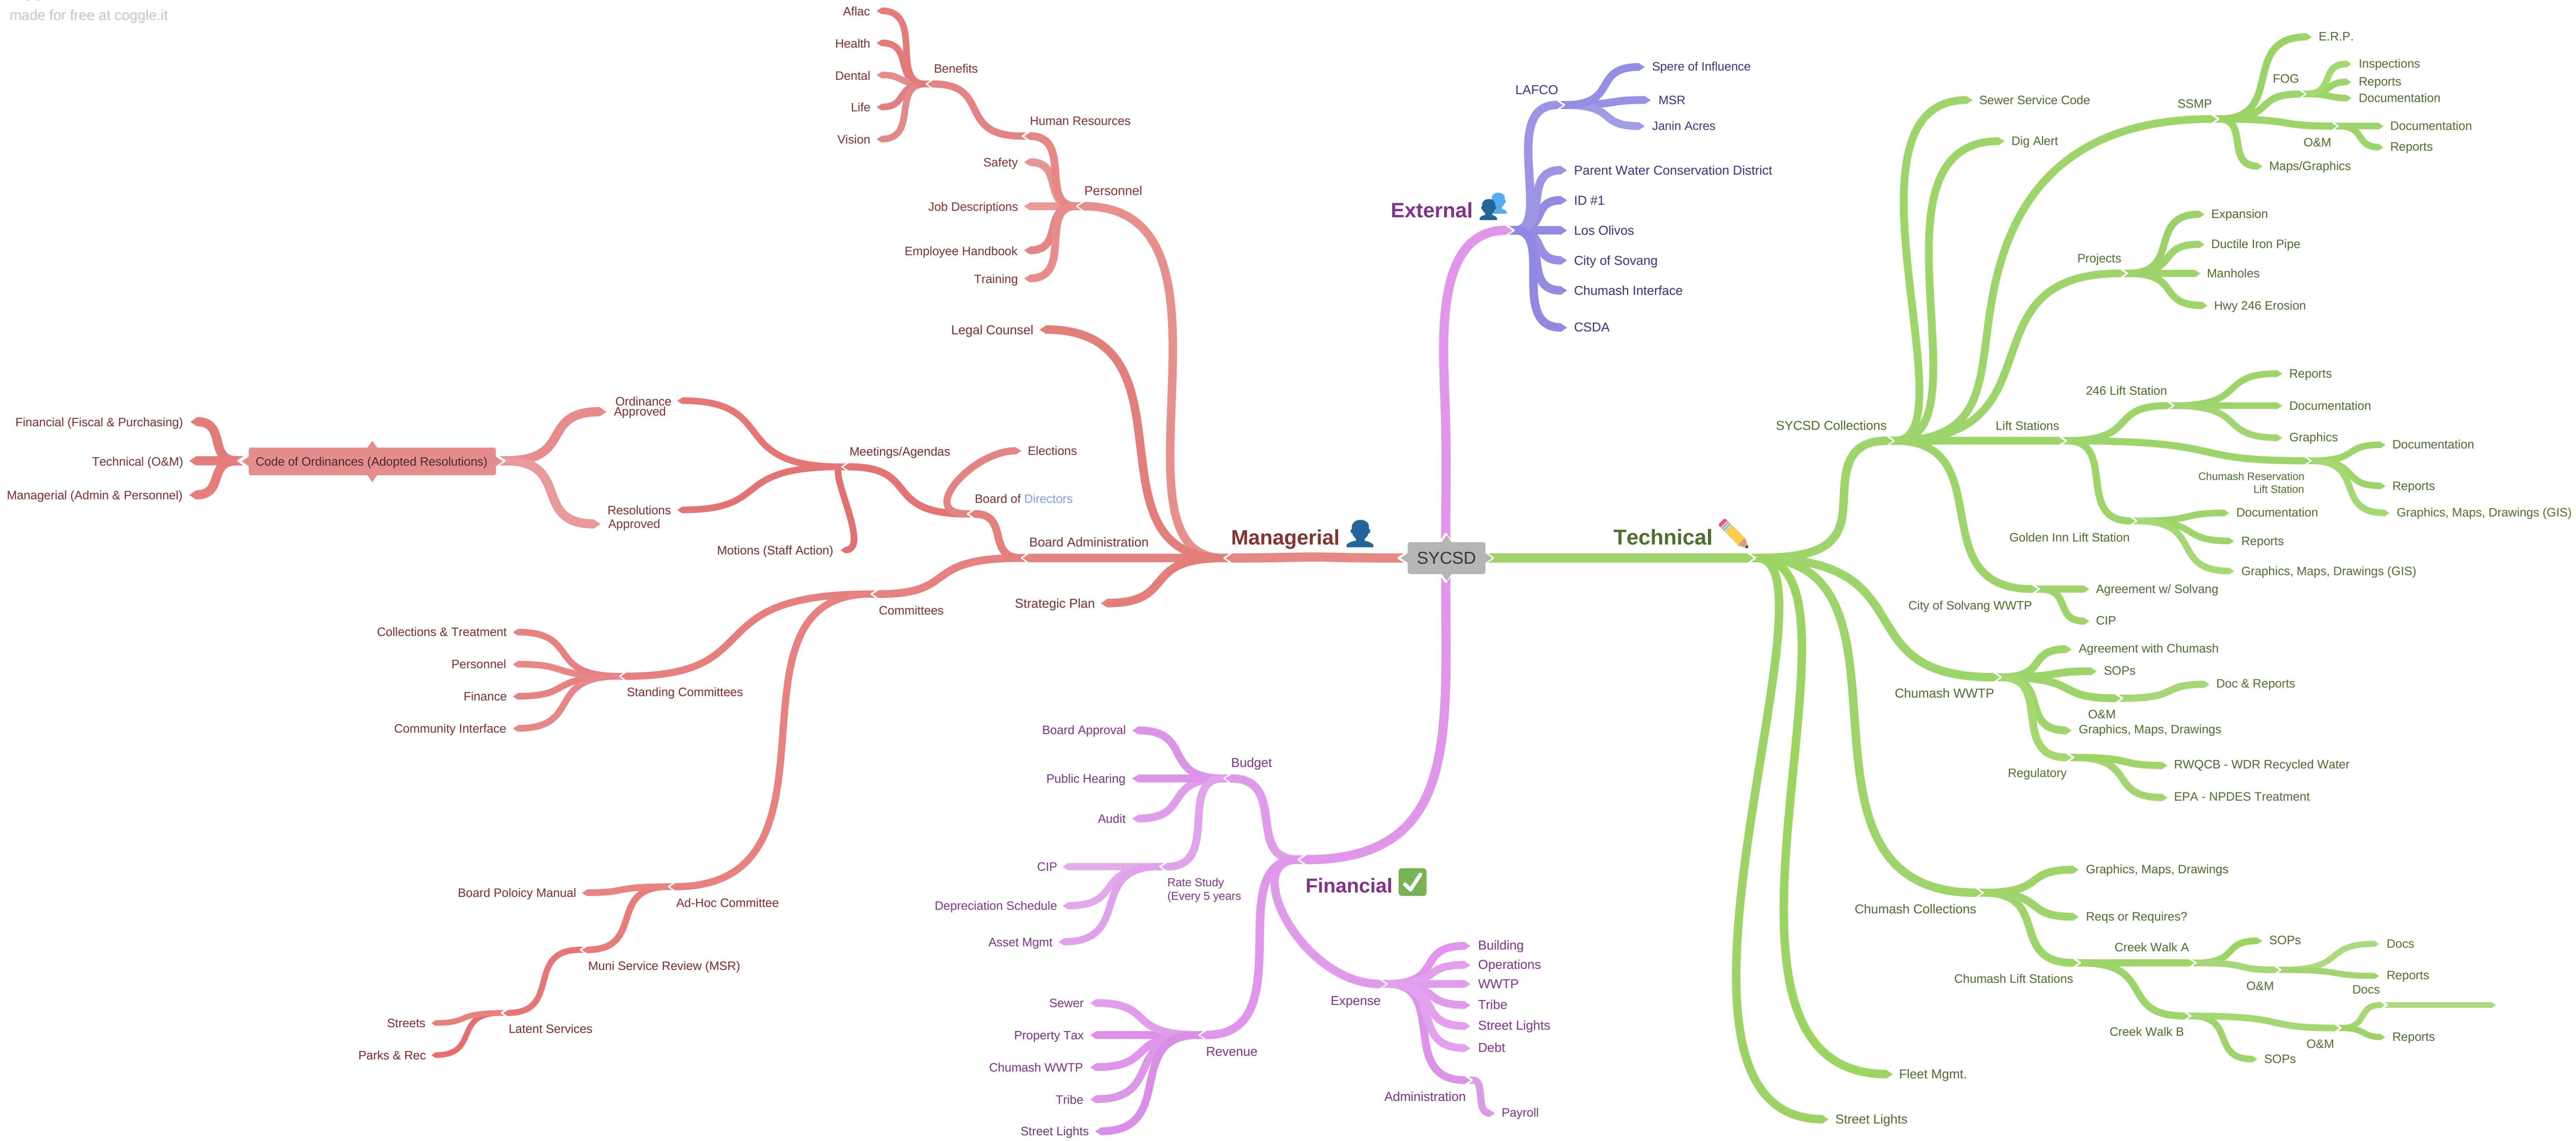 made for free at coggle.it
Aflac
Health
Dental
Life
Vision
Benefits
Human Resources
Safety
Job Descriptions
Employee Handbook
Training
Personnel
Legal Counsel
Financial (Fiscal & Purchasing)
Technical (O&M)
Managerial (Admin & Personnel)
Code of Ordinances (Adopted Resolutions)
Ordinance
Approved
Resolutions
Approved
Motions (Staff Action)
Meetings/Agendas
Elections
Board of Directors
Board Administration
Strategic Plan
Committees
Collections & Treatment
Personnel
Finance
Community Interface
Standing Committees
Board Poloicy Manual
Ad-Hoc Committee
Muni Service Review (MSR)
Streets
Parks & Rec
Latent Services
Managerial
SYCSD
External
LAFCO
Spere of Influence
MSR
Janin Acres
Parent Water Conservation District
ID #1
Los Olivos
City of Sovang
Chumash Interface
CSDA
Financial
Budget
Board Approval
Public Hearing
Audit
CIP
Depreciation Schedule
Asset Mgmt
Rate Study
(Every 5 years
Sewer
Property Tax
Chumash WWTP
Tribe
Street Lights
Revenue
Expense
Building
Operations
WWTP
Tribe
Street Lights
Debt
Administration
Payroll
Technical
SYCSD Collections
Sewer Service Code
Dig Alert
SSMP
E.R.P.
FOG
Inspections
Reports
Documentation
O&M
Documentation
Reports
Maps/Graphics
Projects
Expansion
Ductile Iron Pipe
Manholes
Hwy 246 Erosion
Lift Stations
246 Lift Station
Reports
Documentation
Graphics
Chumash Reservation
Lift Station
Documentation
Reports
Graphics, Maps, Drawings (GIS)
Golden Inn Lift Station
Documentation
Reports
Graphics, Maps, Drawings (GIS)
City of Solvang WWTP
Agreement w/ Solvang
CIP
Chumash WWTP
Agreement with Chumash
SOPs
O&M
Doc & Reports
Graphics, Maps, Drawings
Regulatory
RWQCB - WDR Recycled Water
EPA - NPDES Treatment
Chumash Collections
Graphics, Maps, Drawings
Reqs or Requires?
Chumash Lift Stations
Creek Walk A
SOPs
O&M
Docs
Reports
Creek Walk B
O&M
Docs
Reports
SOPs
Fleet Mgmt.
Street Lights